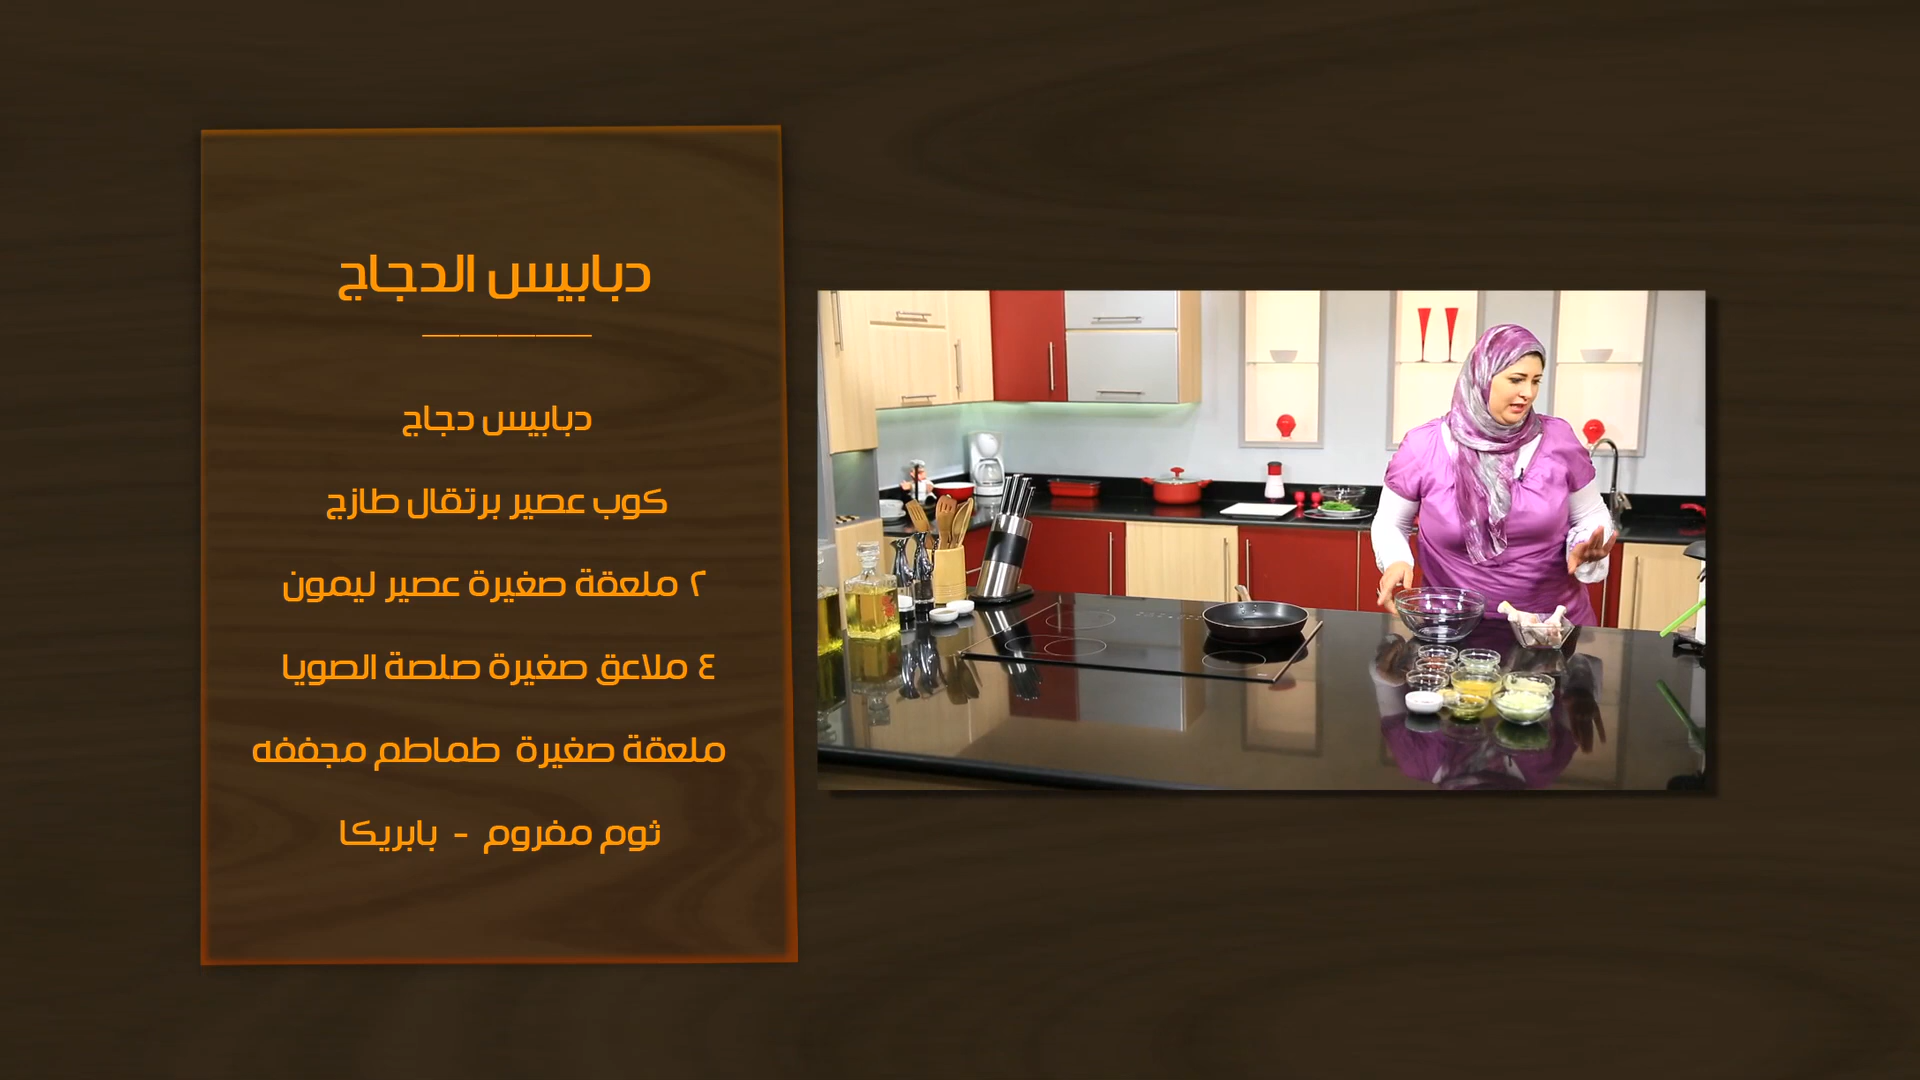 دبابيس الدجاج
دبابيس دجاج
كوب عصير برتقال طازج
٢ ملعقة صغيرة عصير ليمون
٤ ملاعق صغيرة صلصة الصويا
ملعقة صغيرة طماطم مجففه
ثوم مفروم - بابريكا